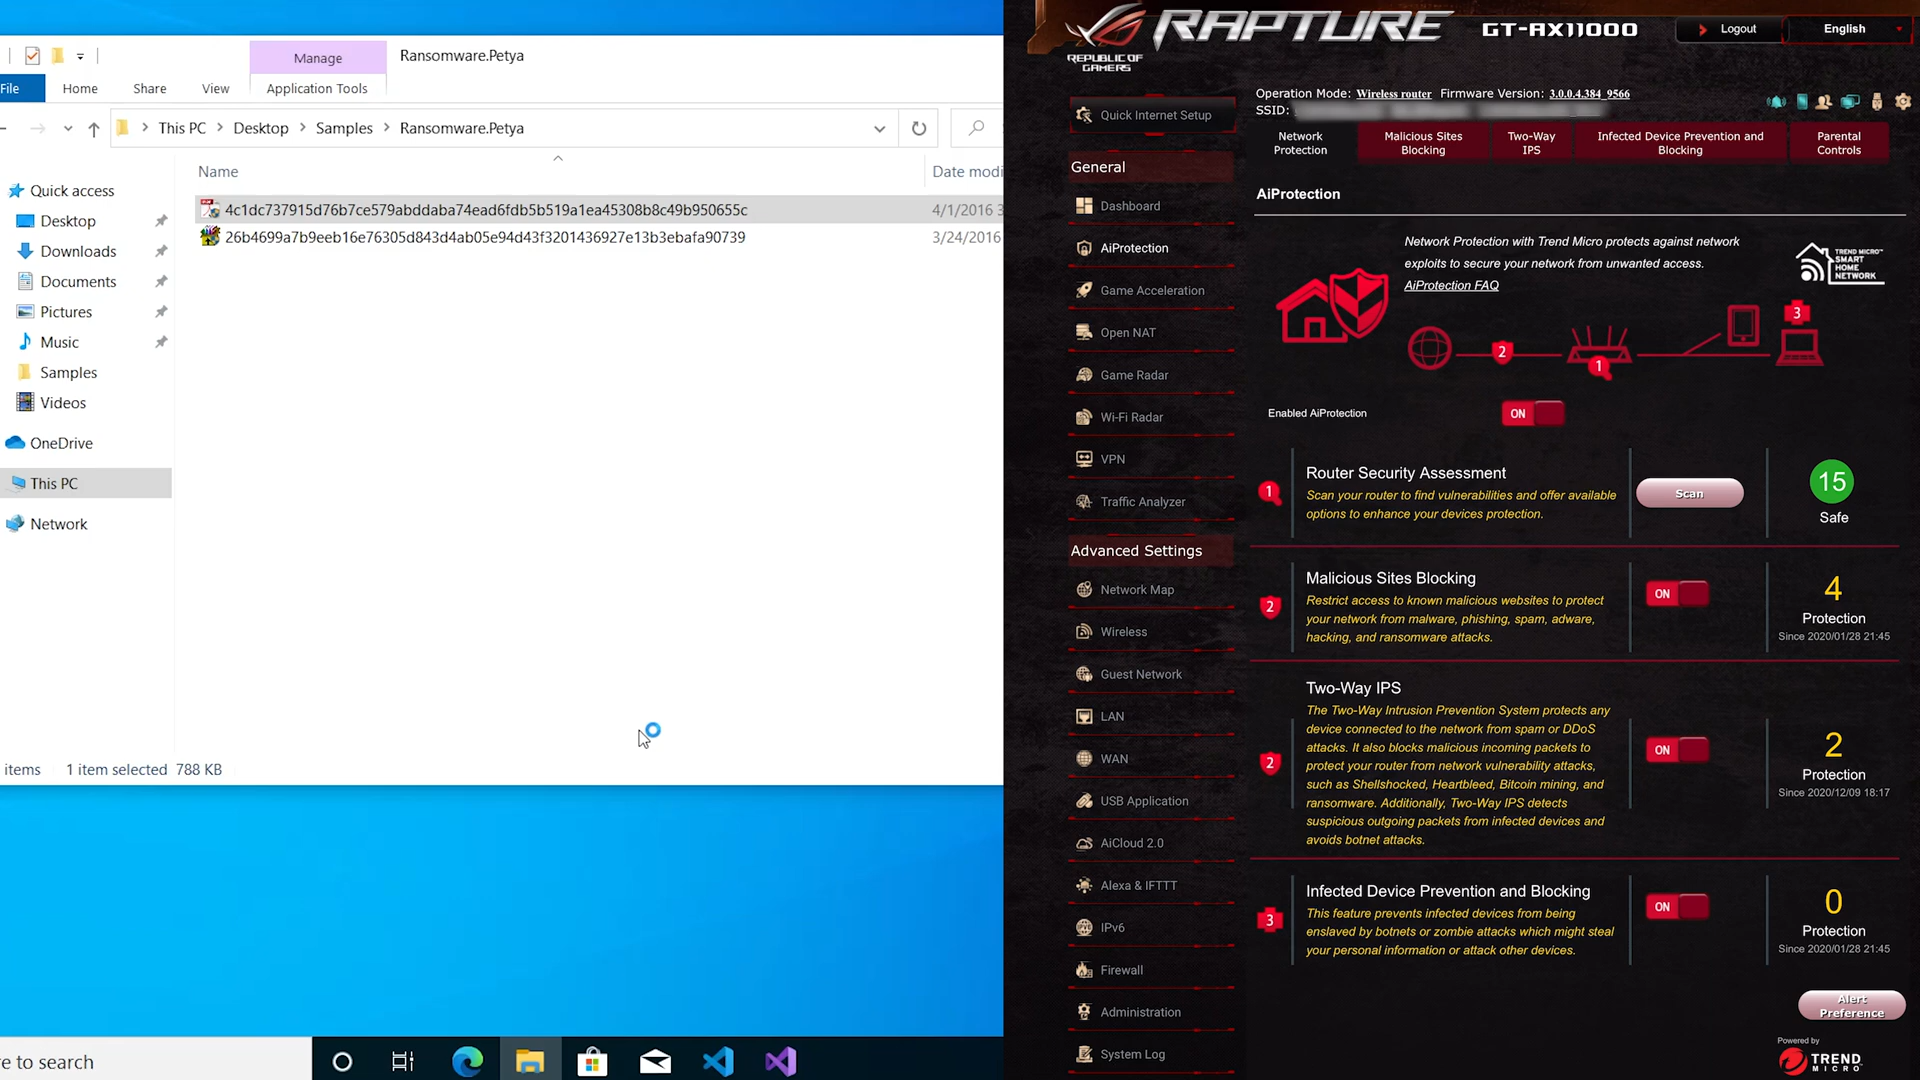 Manage
Ransomware.Petya
File
Home
Share
View
Application Tools
This PC
Desktop
Samples
Ransomware.Petya
Name
Date modi
Quick access
Desktop
Downloads
Documents
Pictures
Music
Samples
Videos
OneDrive
This PC
Network
4c1dc737915d76b7ce579abddaba74ead6fdb5b519a1ea45308b8c49b950655c
4/1/2016 3
26b4699a7b9eeb16e76305d843d4ab05e94d43f3201436927e13b3ebafa90739
3/24/2016
items
1 item selected 788 KB
re to search
REPUBLIC OF
GAMERS
RAPTURE
GT-AX11000
Logout
English
Quick Internet Setup
General
Dashboard
AiProtection
Game Acceleration
Open NAT
Game Radar
Wi-Fi Radar
VPN
Traffic Analyzer
Advanced Settings
Network Map
Wireless
Guest Network
LAN
WAN
USB Application
AiCloud 2.0
Alexa & IFTTT
IPv6
Firewall
Administration
System Log
Operation Mode: Wireless router Firmware Version: 3.0.0.4.384_9566
SSID:
Network
Protection
Malicious Sites
Blocking
Two-Way
IPS
Infected Device Prevention and
Blocking
Parental
Controls
AiProtection
Network Protection with Trend Micro protects against network
exploits to secure your network from unwanted access.
AiProtection FAQ
TREND MICRO™
SMART
HOME
NETWORK
3
2
1
Enabled AiProtection
ON
1
Router Security Assessment
Scan your router to find vulnerabilities and offer available
options to enhance your devices protection.
Scan
15
Safe
2
Malicious Sites Blocking
Restrict access to known malicious websites to protect
your network from malware, phishing, spam, adware,
hacking, and ransomware attacks.
ON
4
Protection
Since 2020/01/28 21:45
2
Two-Way IPS
The Two-Way Intrusion Prevention System protects any
device connected to the network from spam or DDoS
attacks. It also blocks malicious incoming packets to
protect your router from network vulnerability attacks,
such as Shellshocked, Heartbleed, Bitcoin mining, and
ransomware. Additionally, Two-Way IPS detects
suspicious outgoing packets from infected devices and
avoids botnet attacks.
ON
2
Protection
Since 2020/12/09 18:17
3
Infected Device Prevention and Blocking
This feature prevents infected devices from being
enslaved by botnets or zombie attacks which might steal
your personal information or attack other devices.
ON
0
Protection
Since 2020/01/28 21:45
Alert
Preference
Powered by
TREND
MICRO